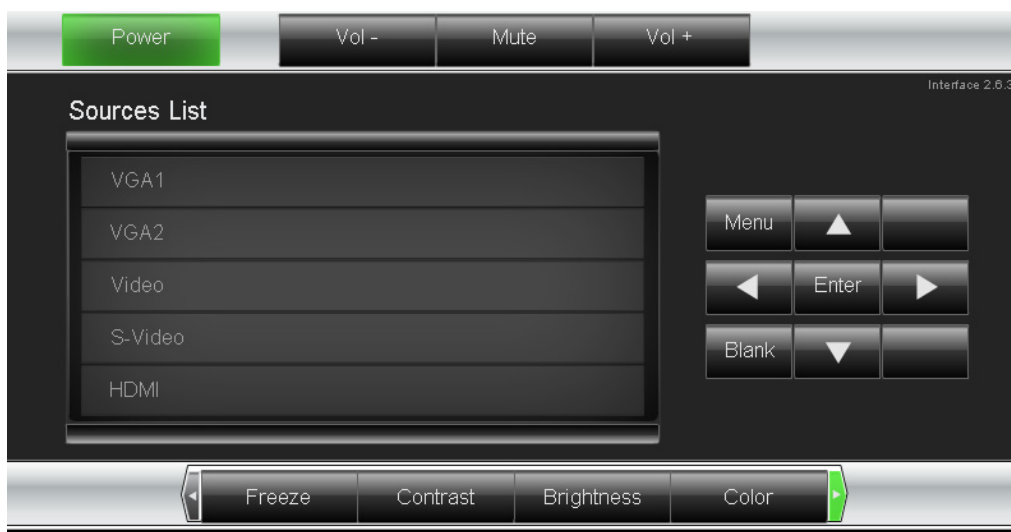 Power Vol - Mute Vol +
Interface 2.6.3
Sources List
VGA1
VGA2
Video
S-Video
HDMI
Menu
Enter
Blank
Freeze Contrast Brightness Color